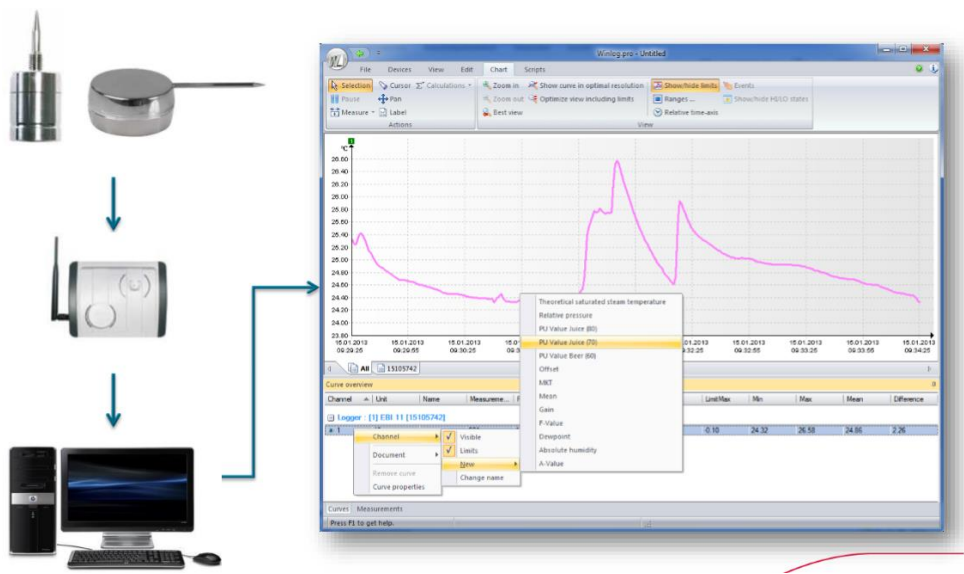 WL
Winlog.pro - Untitled
File Devices View Edit Chart Scripts
Selection Cursor Calculations Zoom in Show curve in optimal resolution Show/hide limits Events
Pause Pan Zoom out Optimize view including limits Ranges ... Show/hide HI/LO states
Measure Label Best view Relative time-axis
Actions View
1
°C
26.60
26.40
26.20
26.00
25.80
25.60
25.40
25.20
25.00
24.80
24.60
24.40
24.20
24.00
23.80
15.01.2013 15.01.2013 15.01.2013 15.01.2013 15.01.2013 15.01.2013 15.01.2013
09:29:25 09:29:55 09:30:25 09:32:25 09:32:55 09:33:25 09:33:55 09:34:25
Theoretical saturated steam temperature
Relative pressure
PU Value Juice (80)
PU Value Juice (70)
PU Value Beer (60)
Offset
MKT
Mean
Gain
F-Value
Dewpoint
Absolute humidity
A-Value
All 15105742
Curve overview
Channel Unit Name Measureme... LimitMax Min Max Mean Difference
Logger : [1] EBI 11 [15105742]
1 -0.10 24.32 26.58 24.86 2.26
Channel Visible
Document Limits
Remove curve New
Curve properties Change name
Curves Measurements
Press F1 to get help.